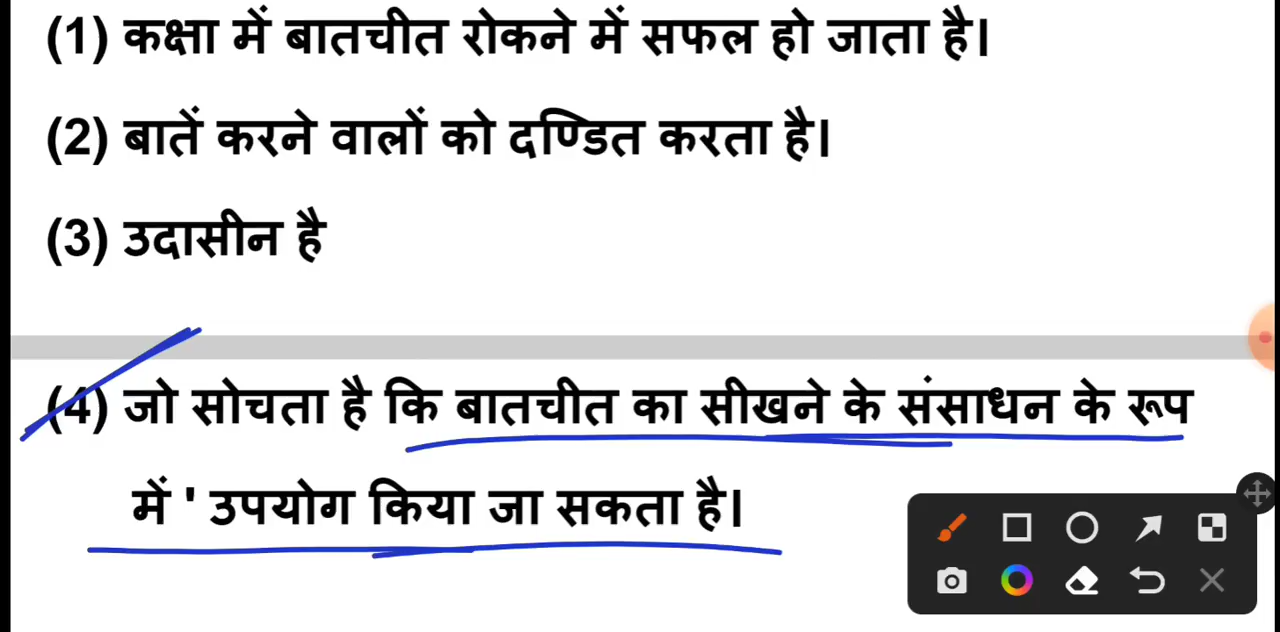 (1) कक्षा में बातचीत रोकने में सफल हो जाता है।
(2) बातें करने वालों को दण्डित करता है।
(3) उदासीन है
(4) जो सोचता है कि बातचीत का सीखने के संसाधन के रूप
में ' उपयोग किया जा सकता है।